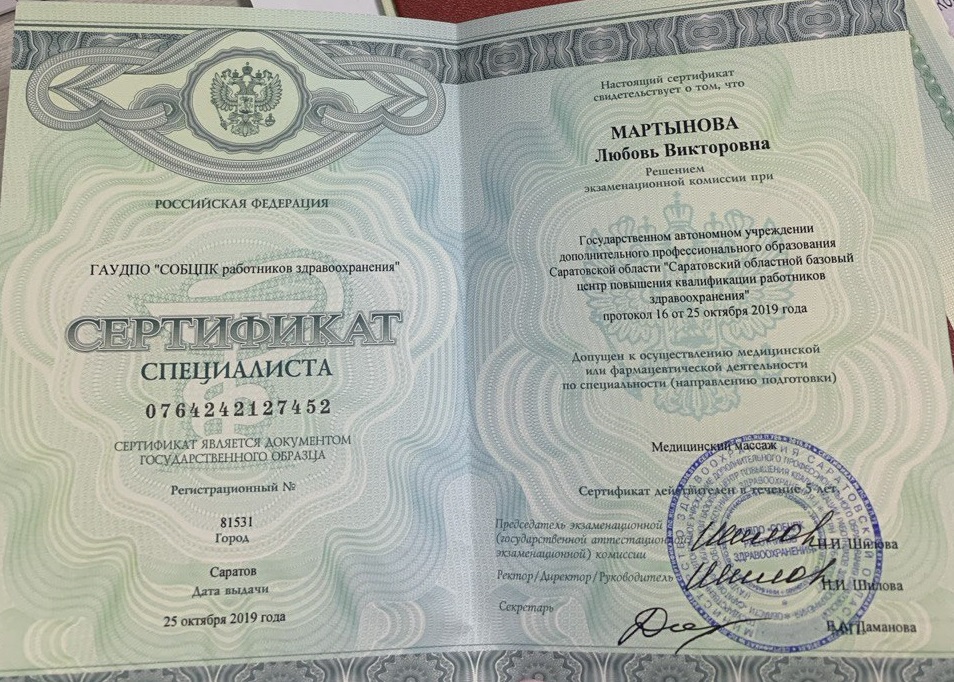 РОССИЙСКАЯ ФЕДЕРАЦИЯ
ГАУДПО "СОБЦПК работников здравоохранения"
СЕРТИФИКАТ
СПЕЦИАЛИСТА
0764242127452
СЕРТИФИКАТ ЯВЛЯЕТСЯ ДОКУМЕНТОМ
ГОСУДАРСТВЕННОГО ОБРАЗЦА
Регистрационный №
81531
Город
Саратов
Дата выдачи
25 октября 2019 года
Настоящий сертификат
свидетельствует о том, что
МАРТЫНОВА
Любовь Викторовна
Решением
экзаменационной комиссии при
Государственном автономном учреждении
дополнительного профессионального образования
Саратовской области "Саратовский областной базовый
центр повышения квалификации работников
здравоохранения"
протокол 16 от 25 октября 2019 года
Допущен к осуществлению медицинской
или фармацевтической деятельности
по специальности (направлению подготовки)
Медицинский массаж
Сертификат действителен в течение 5 лет
Председатель экзаменационной
(государственной аттестационной
экзаменационной) комиссии
Н.И. Шилова
Ректор/Директор/Руководитель
Н.И. Шилова
Секретарь
Даманова
ЗДРАВООХРАНЕНИЯ